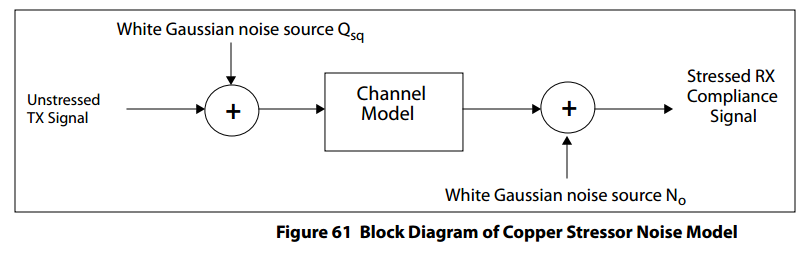 White Gaussian noise source Qsq
Unstressed
TX Signal
+
Channel
Model
+
Stressed RX
Compliance
Signal
White Gaussian noise source No
Figure 61 Block Diagram of Copper Stressor Noise Model